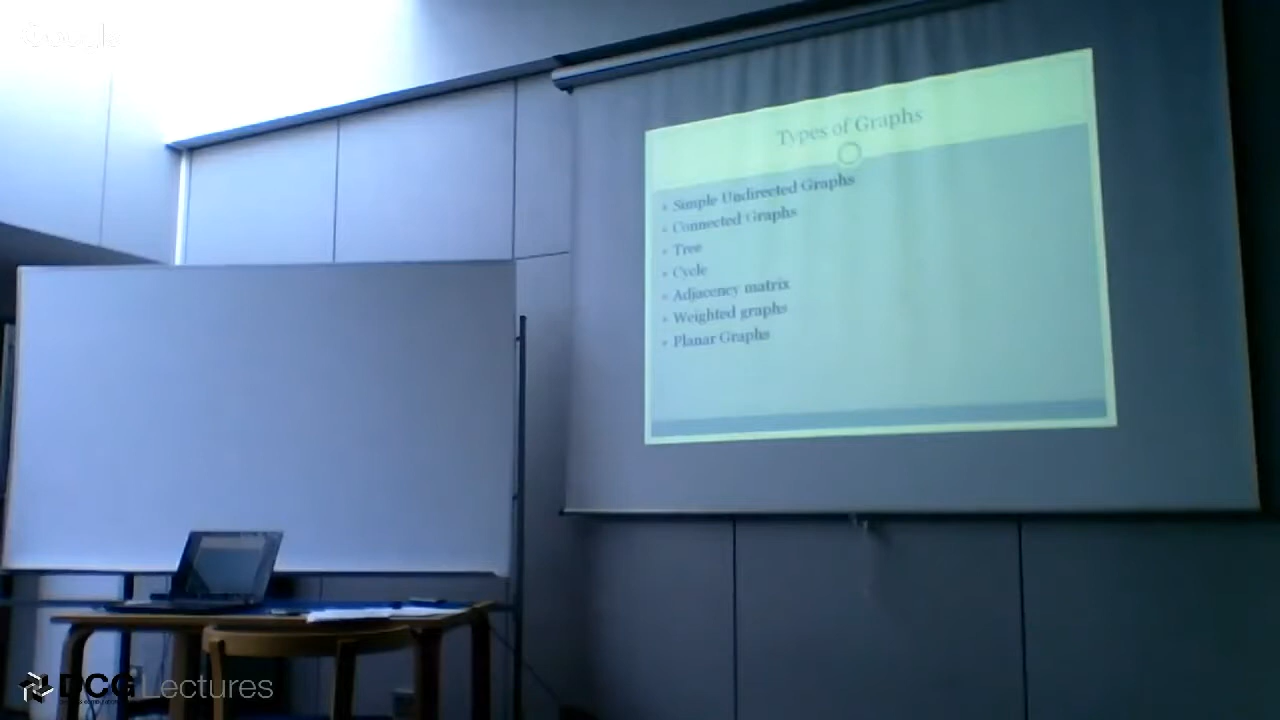 Types of Graphs
• Simple Undirected Graphs
• Connected Graphs
• Tree
• Cycle
• Adjacency matrix
• Weighted graphs
• Planar Graphs
DCG Lectures